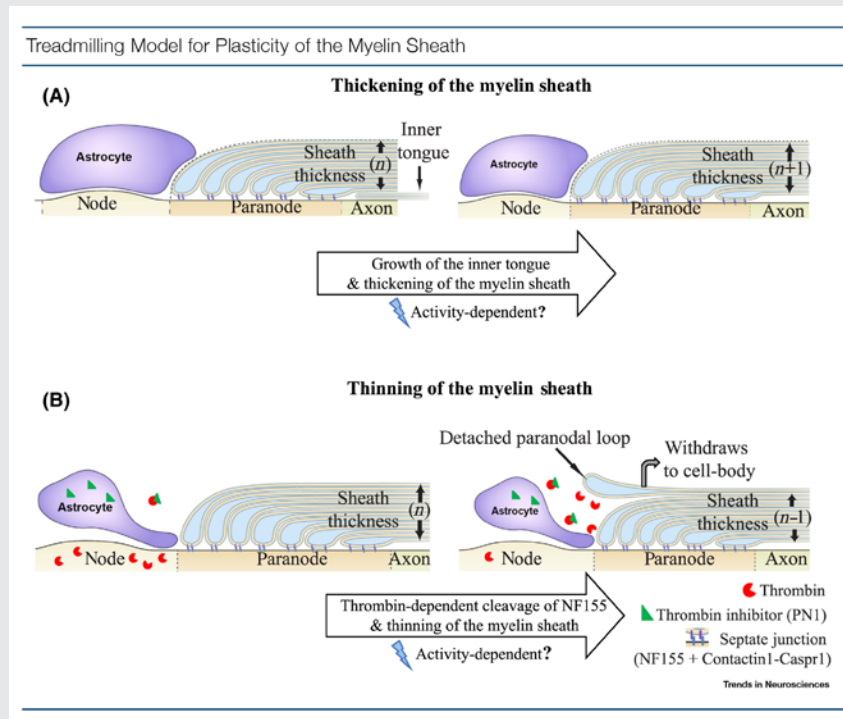 Treadmilling Model for Plasticity of the Myelin Sheath
(A)
Thickening of the myelin sheath
Astrocyte
Sheath
thickness
(n)
Inner
tongue
Node
Paranode
Axon
Astrocyte
Sheath
thickness
(n+1)
Node
Paranode
Axon
Growth of the inner tongue
& thickening of the myelin sheath
Activity-dependent?
(B)
Thinning of the myelin sheath
Astrocyte
Sheath
thickness
(n)
Node
Paranode
Axon
Detached paranodal loop
Withdraws
to cell-body
Astrocyte
Sheath
thickness
(n–1)
Node
Paranode
Axon
Thrombin-dependent cleavage of NF155
& thinning of the myelin sheath
Activity-dependent?
Thrombin
Thrombin inhibitor (PN1)
Septate junction
(NF155 + Contactin1-Caspr1)
Trends in Neurosciences